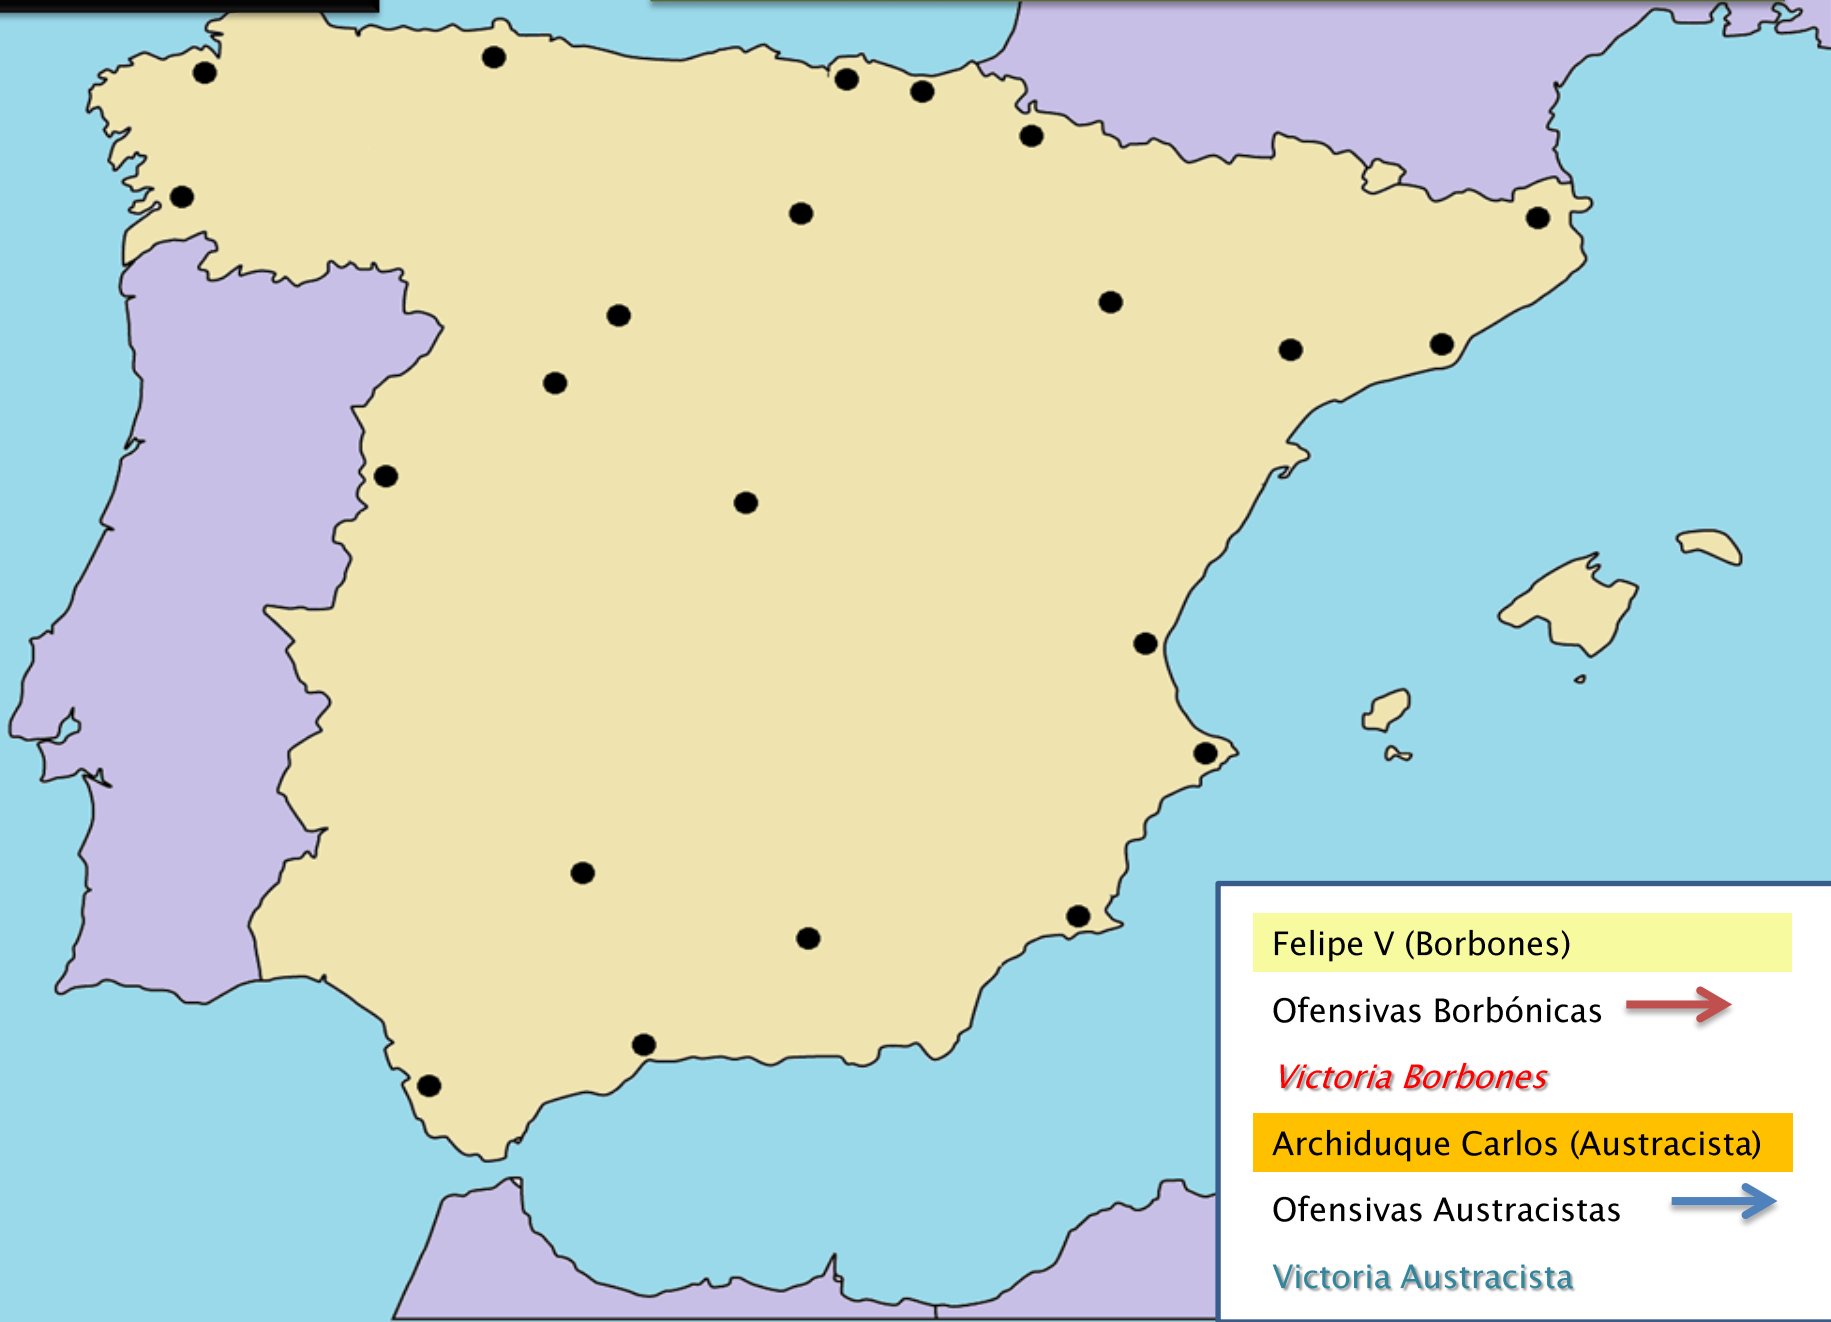 Felipe V (Borbones)
Ofensivas Borbónicas
Victoria Borbones
Archiduque Carlos (Austracista)
Ofensivas Austracistas
Victoria Austracista